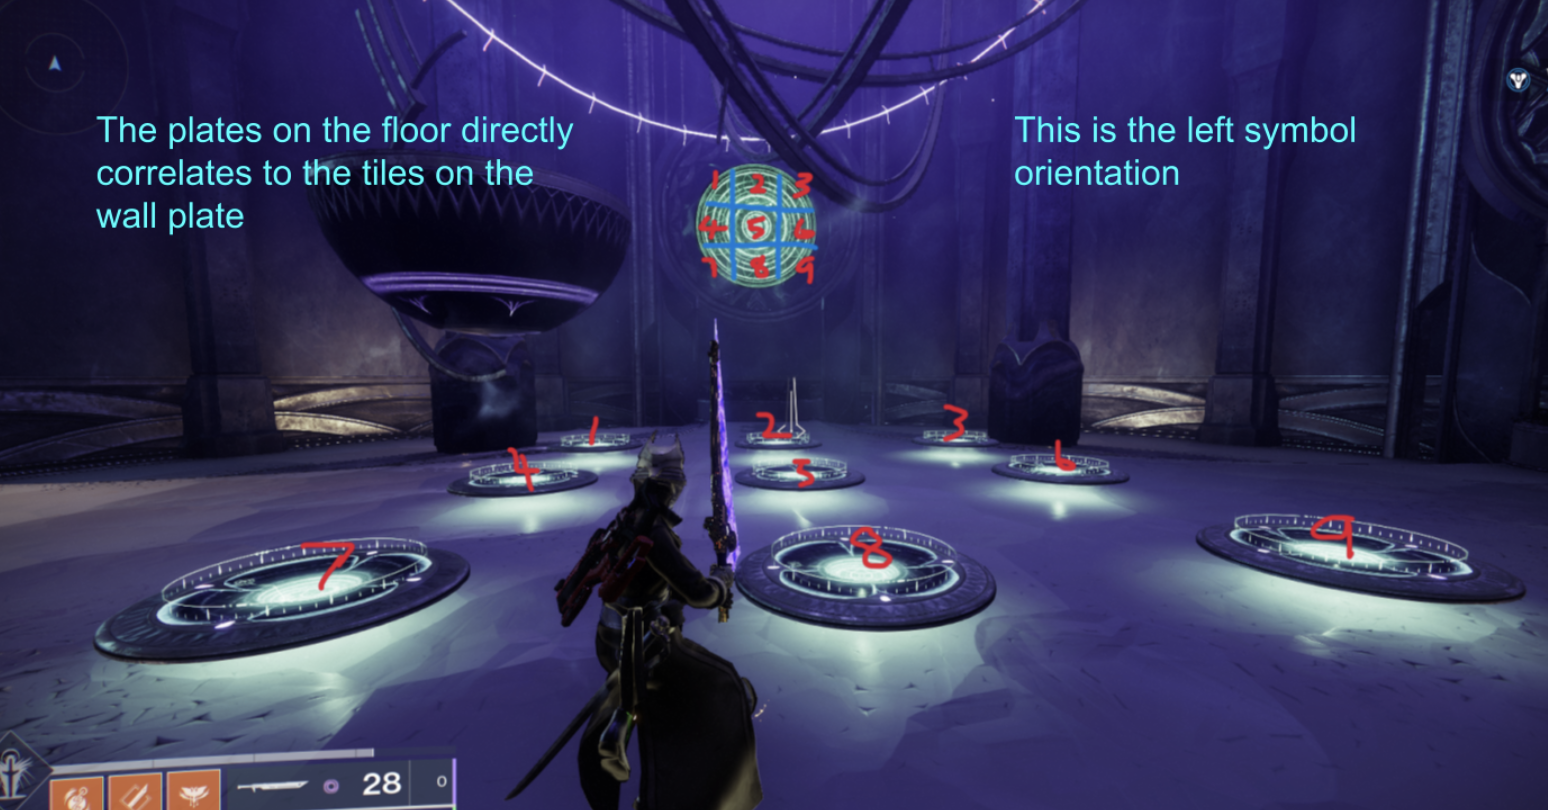 The plates on the floor directly
correlates to the tiles on the
wall plate
This is the left symbol
orientation
1 2 3
4 5 6
7 8 9
1 2 3
4 5 6
7 8 9
28 0